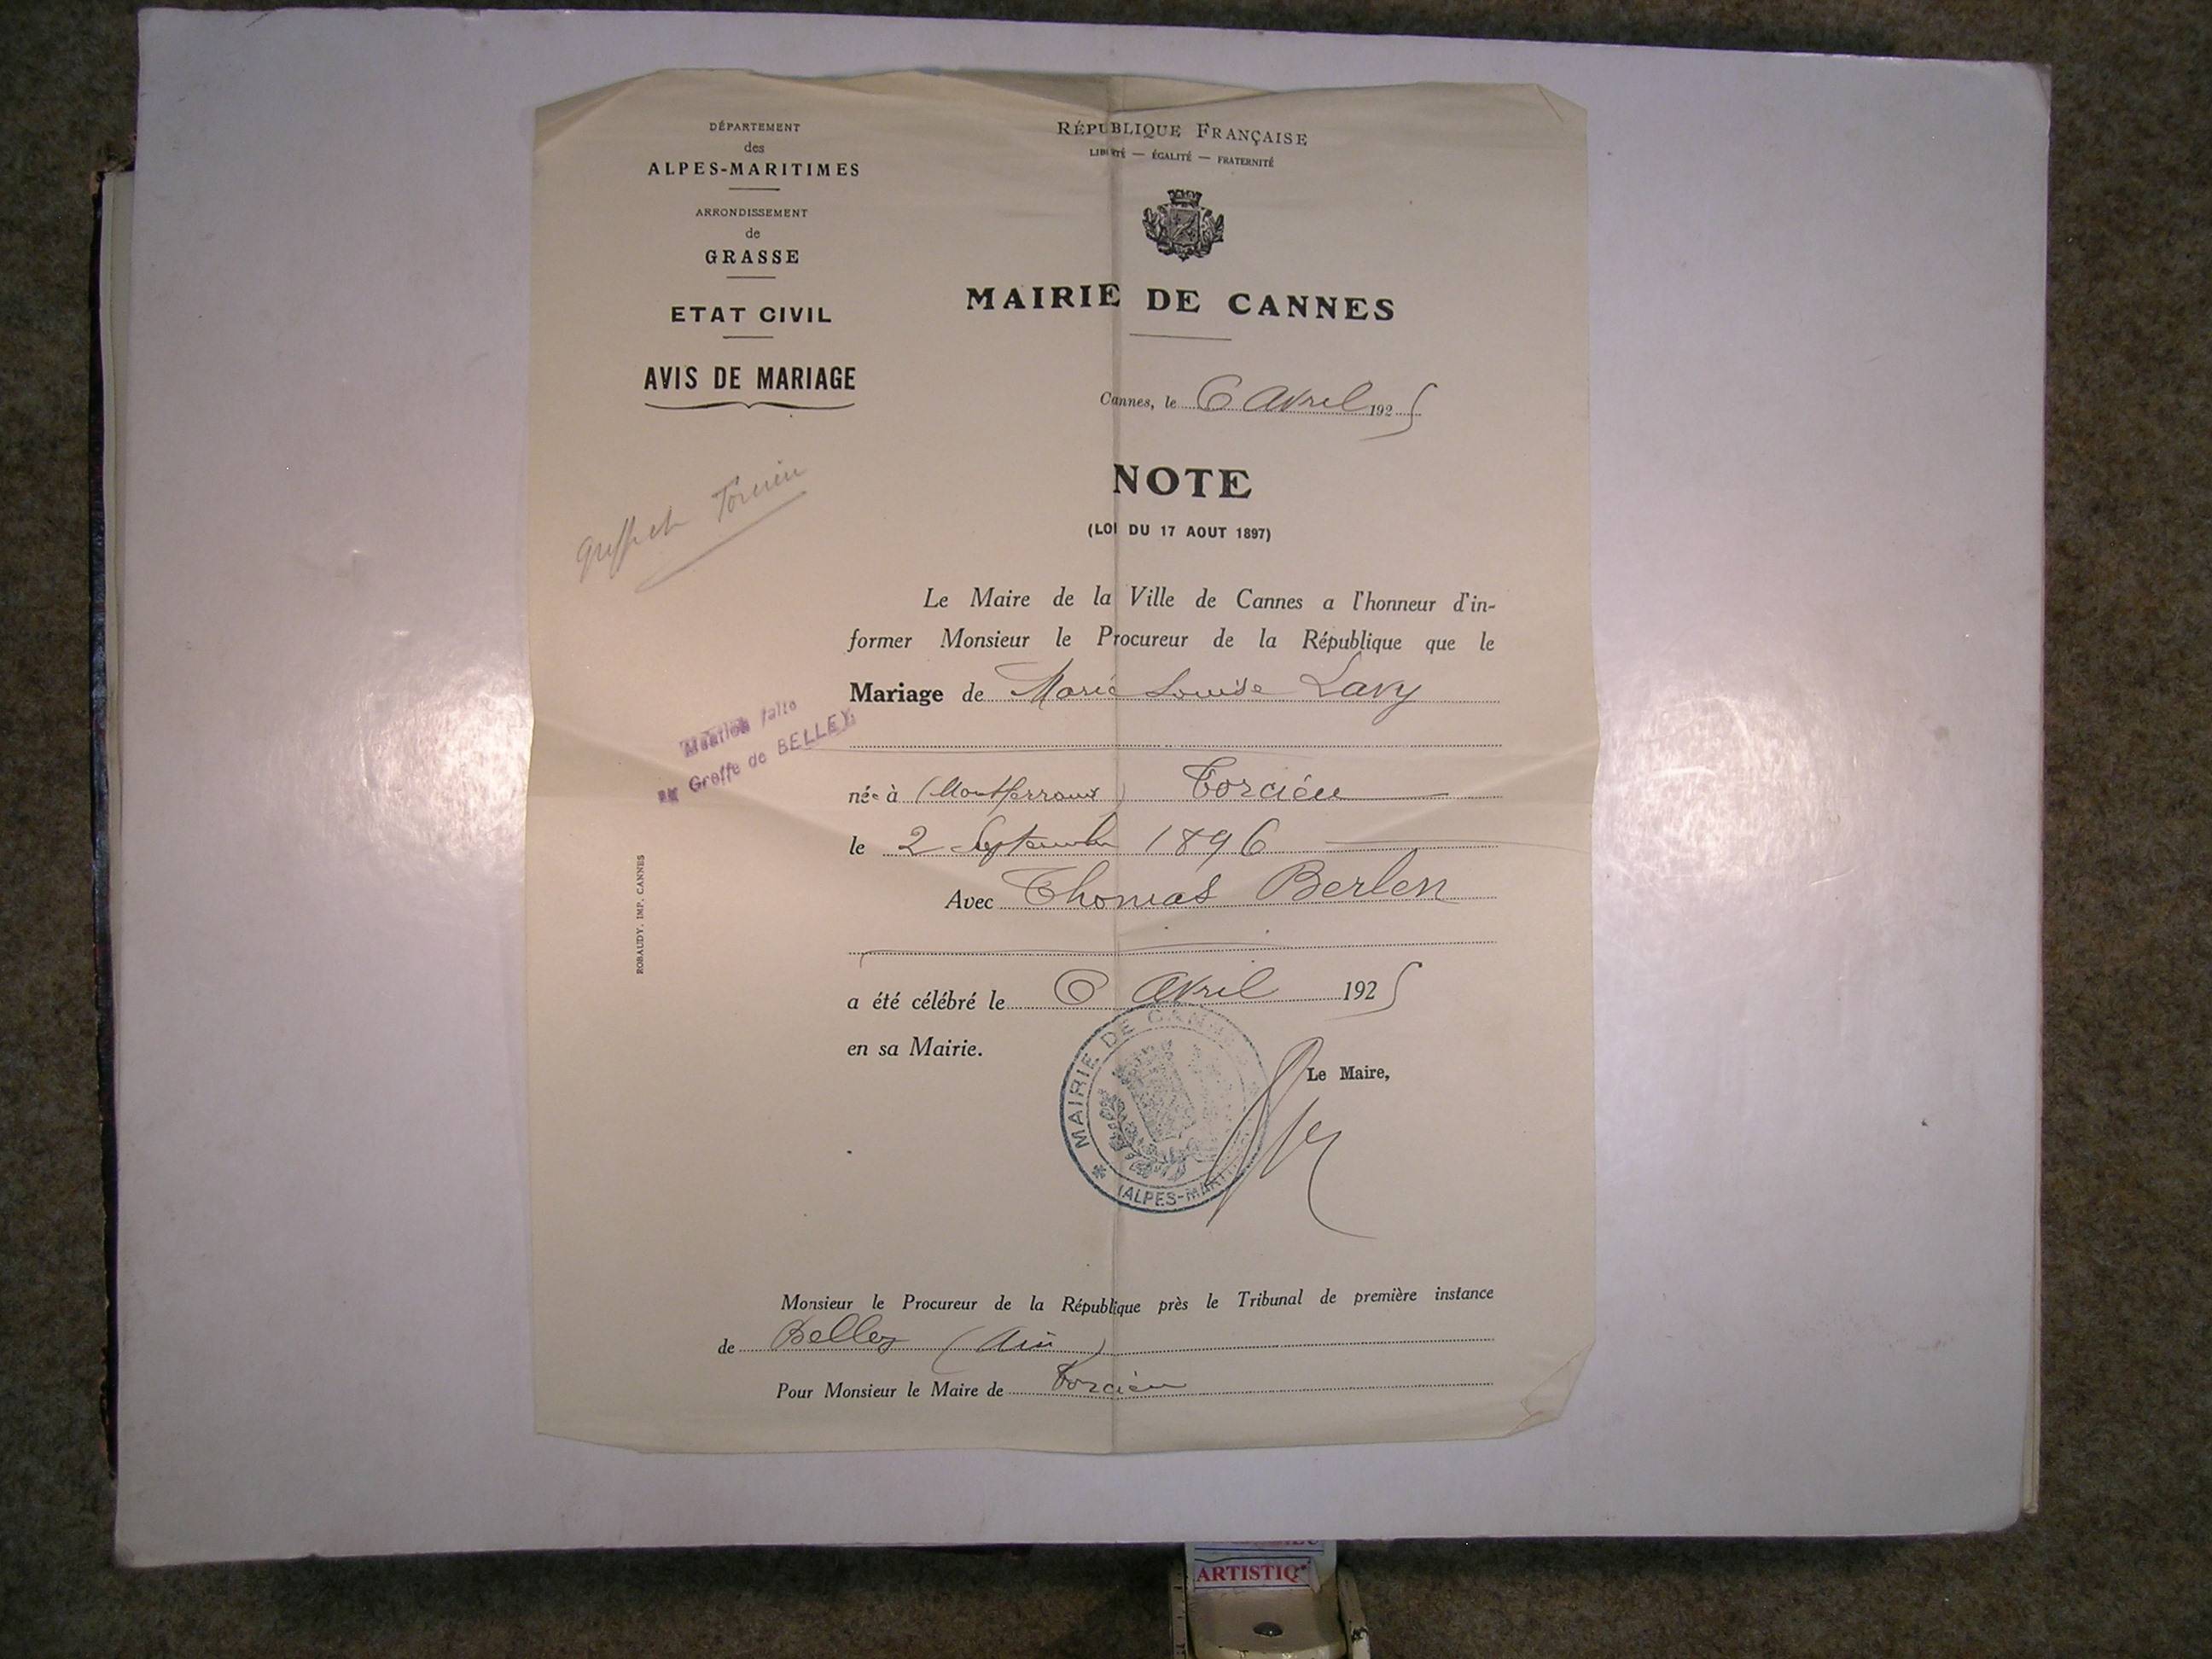 DÉPARTEMENT
des
ALPES-MARITIMES
ARRONDISSEMENT
de
GRASSE
ETAT CIVIL
AVIS DE MARIAGE
RÉPUBLIQUE FRANÇAISE
LIBERTÉ — ÉGALITÉ — FRATERNITÉ
MAIRIE DE CANNES
Cannes, le 6 Avril 1925
NOTE
(LOI DU 17 AOUT 1897)
Torcieu
Le Maire de la Ville de Cannes a l'honneur d'in-
former Monsieur le Procureur de la République que le
Mariage de Marie Louise Lavy
Mention faite
au Greffe de BELLEY.
née à (Montferrand) Torcieu
le 2 Septembre 1896
Avec Thomas Berlen
a été célébré le 6 Avril 1925
en sa Mairie.
Le Maire,
MAIRIE DE CANNES
(ALPES-MARIT
ROBAUDY, IMP. CANNES
Monsieur le Procureur de la République près le Tribunal de première instance
de Belley (Ain)
Pour Monsieur le Maire de Torcieu
ARTISTIQ